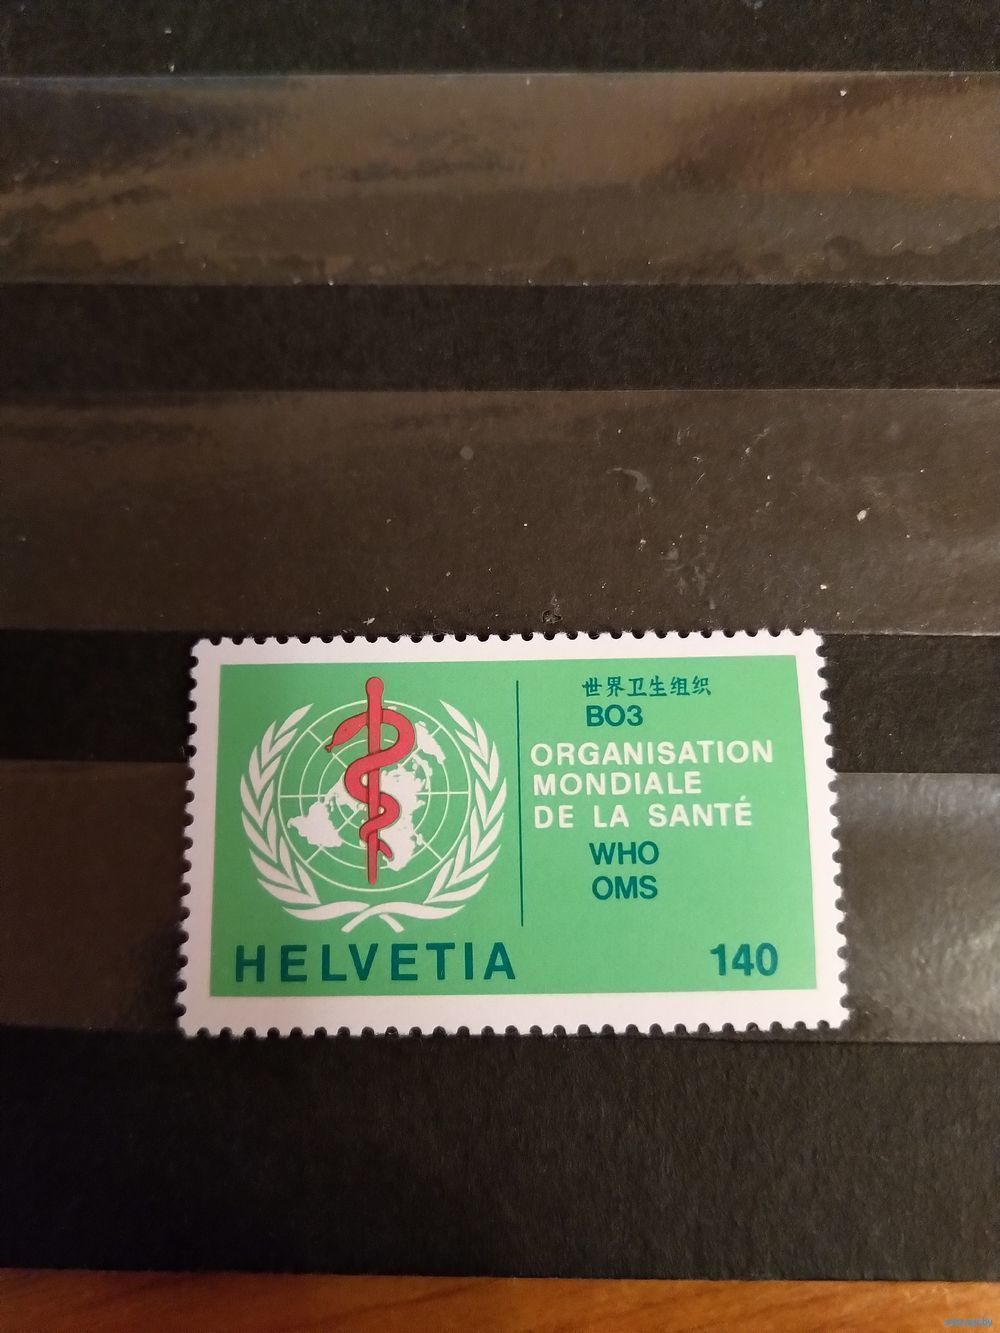 世界卫生组织
ВОЗ
ORGANISATION
MONDIALE
DE LA SANTÉ
WHO
OMS
HELVETIA
140